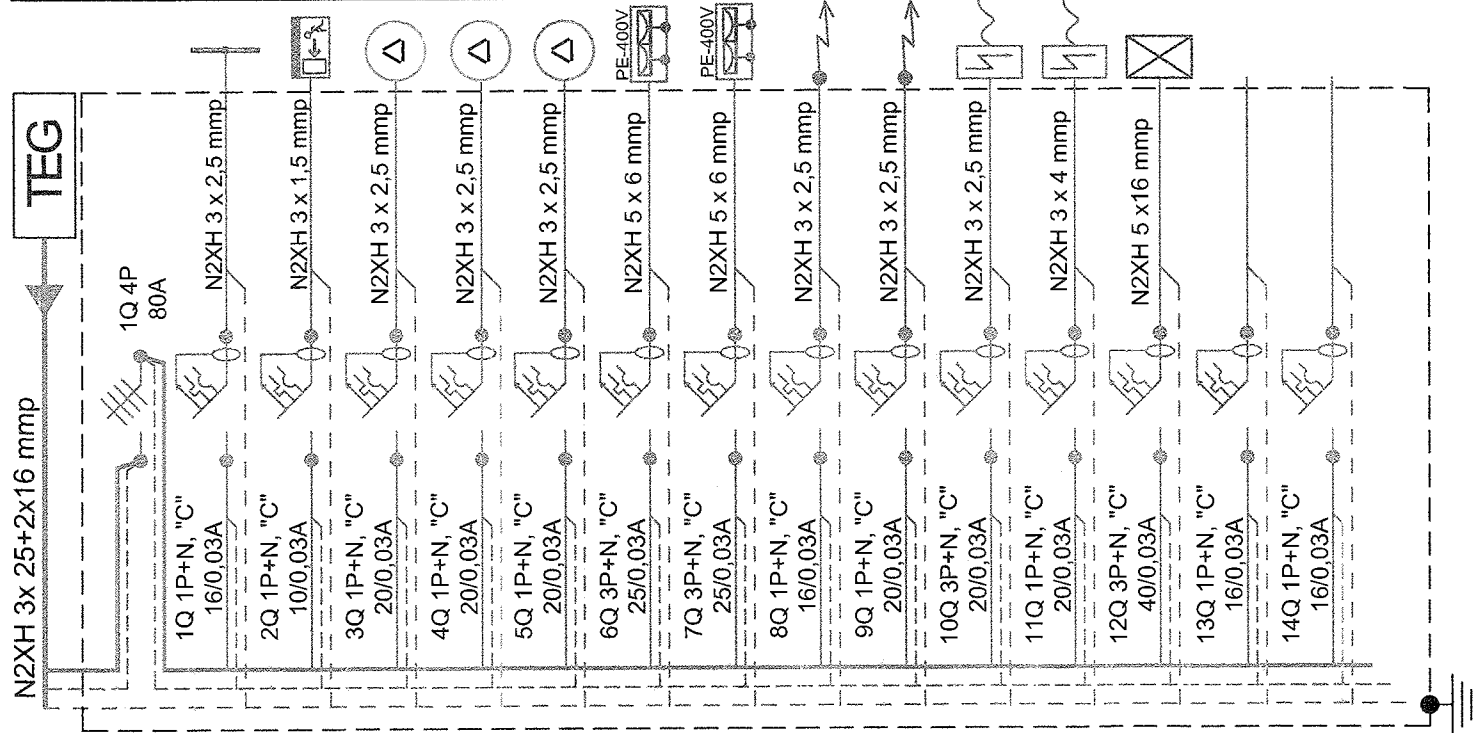 TEG
N2XH 3x 25+2x16 mmp
1Q 4P
80A
1Q 1P+N, "C"
16/0,03A
N2XH 3 x 2,5 mmp
2Q 1P+N, "C"
10/0,03A
N2XH 3 x 1,5 mmp
3Q 1P+N, "C"
20/0,03A
N2XH 3 x 2,5 mmp
4Q 1P+N, "C"
20/0,03A
N2XH 3 x 2,5 mmp
5Q 1P+N, "C"
20/0,03A
N2XH 3 x 2,5 mmp
6Q 3P+N, "C"
25/0,03A
N2XH 5 x 6 mmp
PE-400V
7Q 3P+N, "C"
25/0,03A
N2XH 5 x 6 mmp
PE-400V
8Q 1P+N, "C"
16/0,03A
N2XH 3 x 2,5 mmp
9Q 1P+N, "C"
20/0,03A
N2XH 3 x 2,5 mmp
10Q 3P+N, "C"
20/0,03A
N2XH 3 x 2,5 mmp
11Q 1P+N, "C"
20/0,03A
N2XH 3 x 4 mmp
12Q 3P+N, "C"
40/0,03A
N2XH 5 x16 mmp
13Q 1P+N, "C"
16/0,03A
14Q 1P+N, "C"
16/0,03A